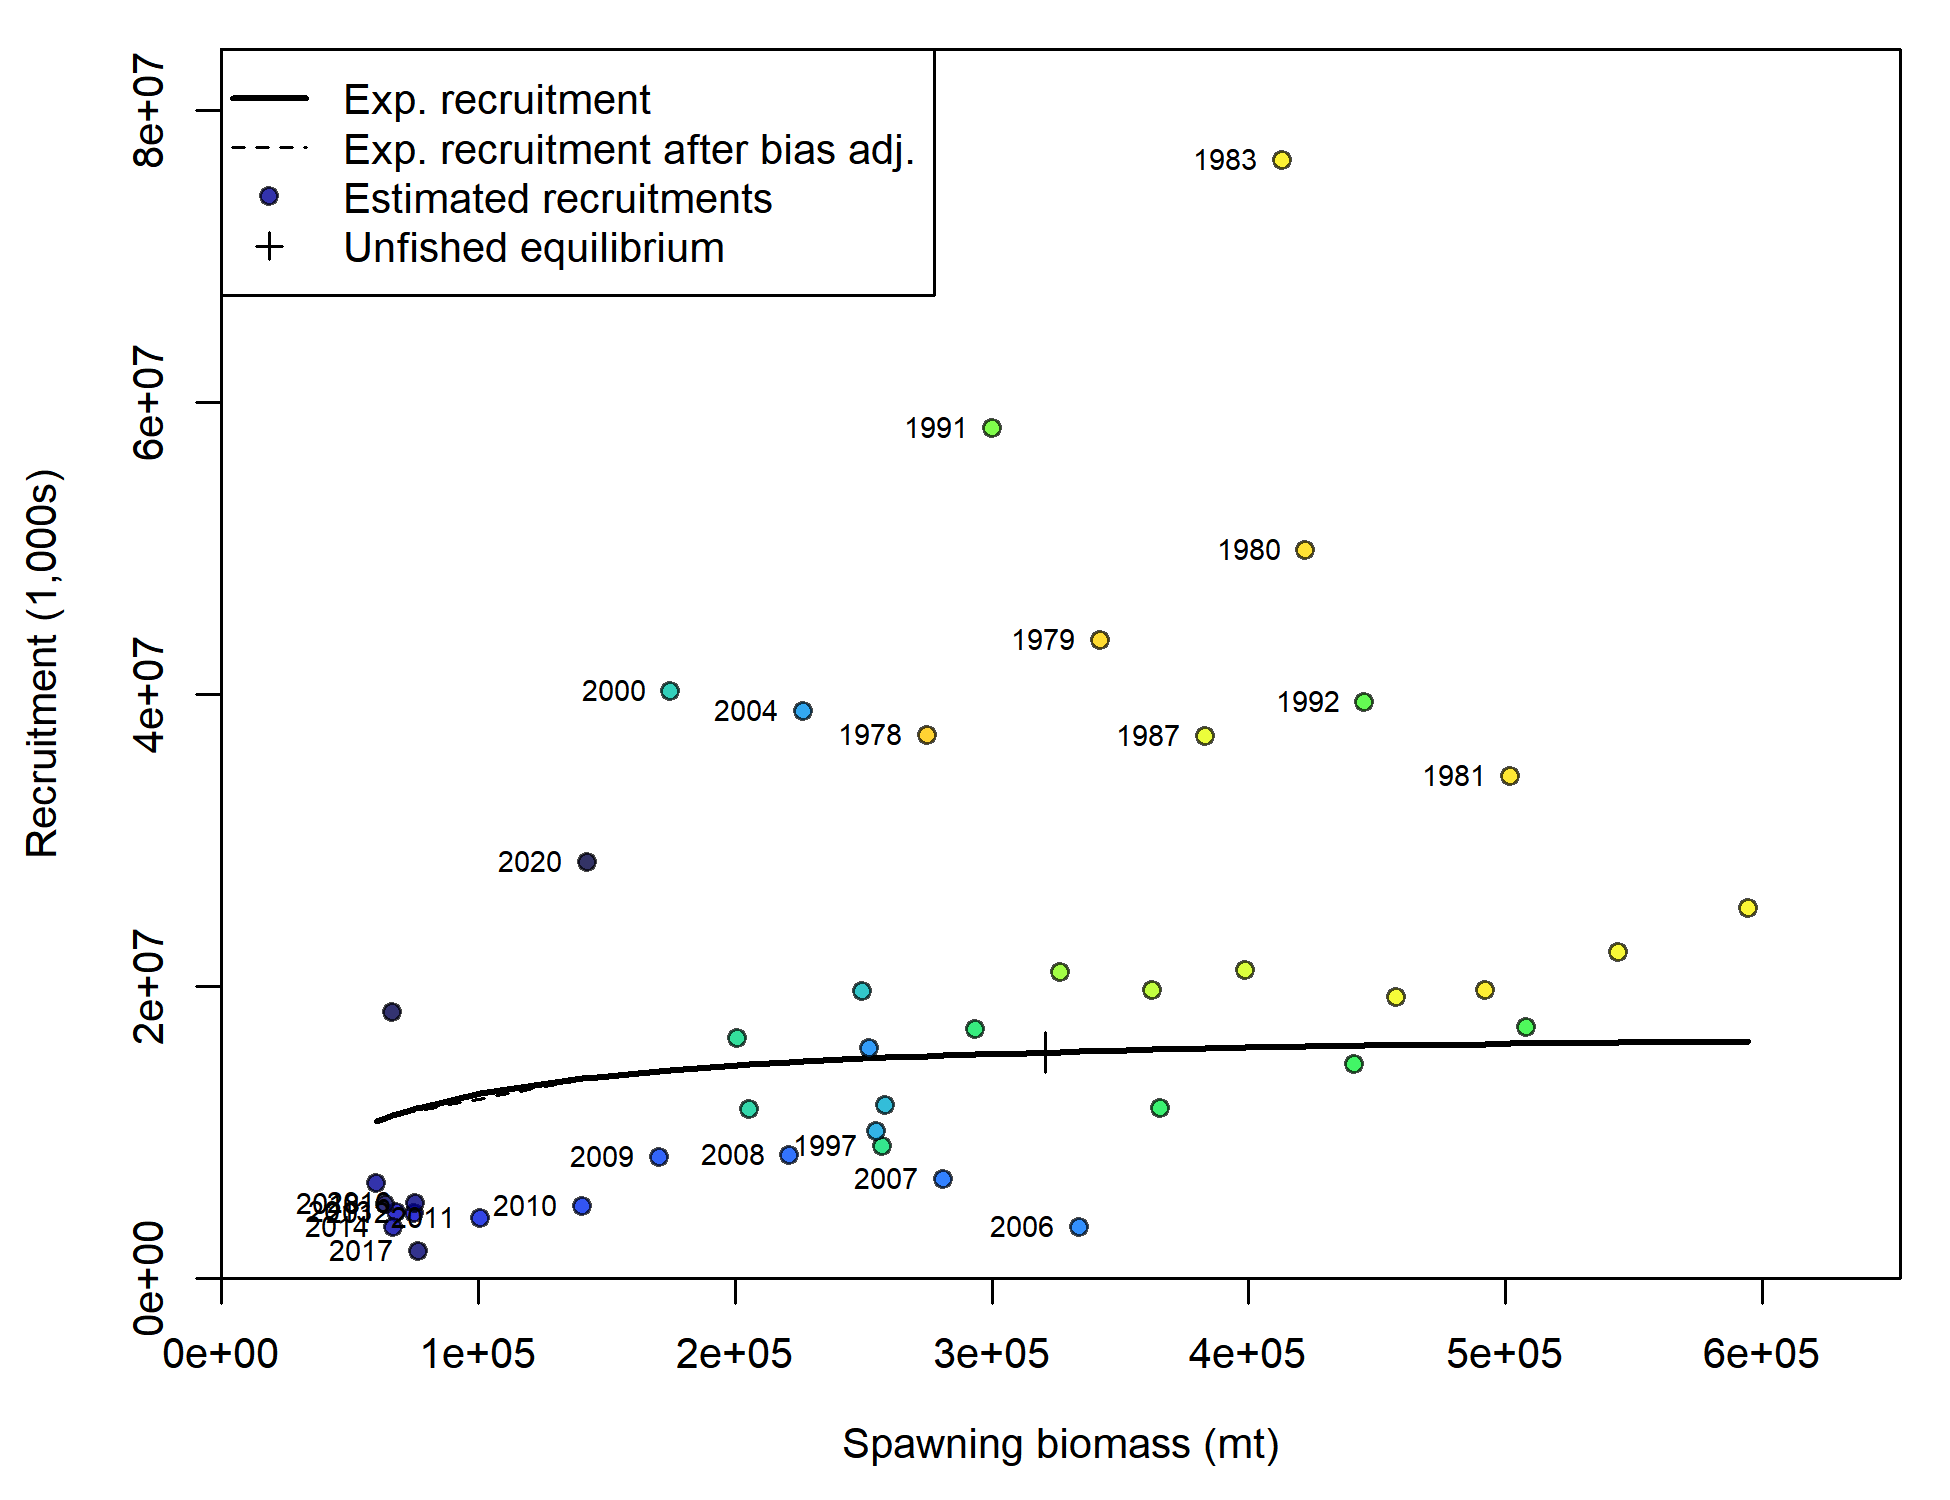 Exp. recruitment
Exp. recruitment after bias adj.
Estimated recruitments
Unfished equilibrium
8e+07
6e+07
4e+07
2e+07
0e+00
Recruitment (1,000s)
1983
1991
1980
1979
2000
2004
1978
1987
1992
1981
2020
2009
2008
1997
2007
2010
2011
2006
2014
2017
0e+00
1e+05
2e+05
3e+05
4e+05
5e+05
6e+05
Spawning biomass (mt)